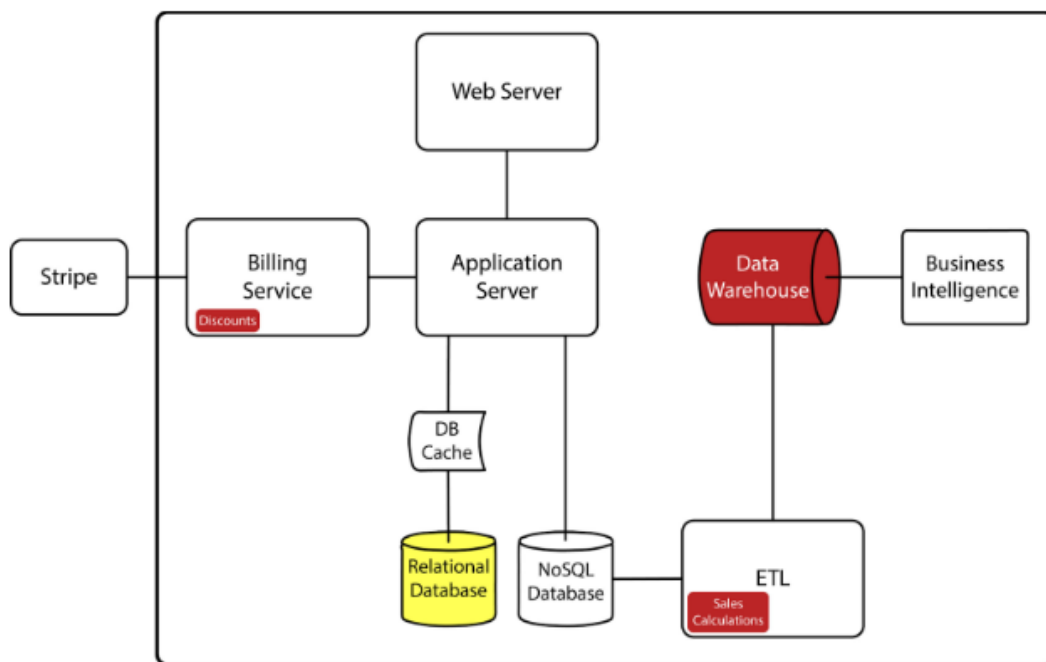 Web Server
Stripe
Billing
Service
Discounts
Application
Server
Data
Warehouse
Business
Intelligence
DB
Cache
Relational
Database
NoSQL
Database
ETL
Sales
Calculations